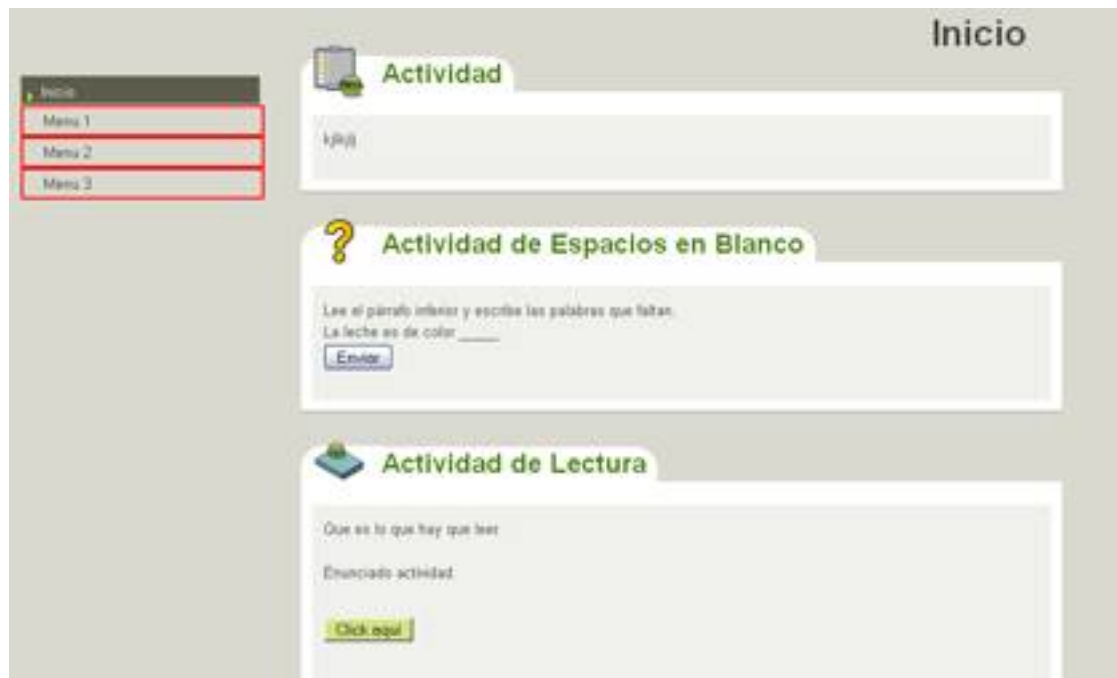 Inicio
Inicio
Menu 1
Menu 2
Menu 3
Actividad
Actividad de Espacios en Blanco
Lee el párrafo inferior y escribe las palabras que faltan.
La leche es de color _____
Enviar
Actividad de Lectura
Que es lo que hay que leer
Enunciado actividad
Click aquí